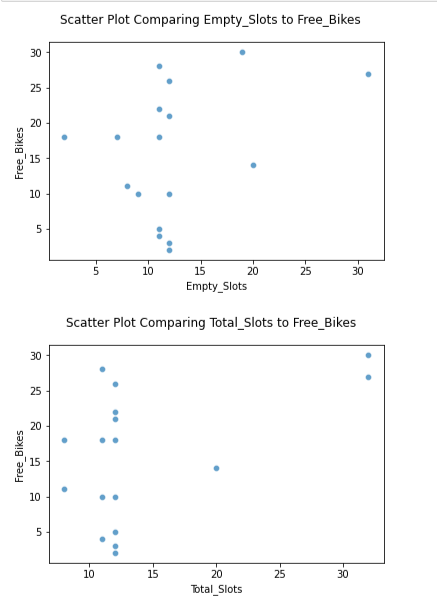 Scatter Plot Comparing Empty_Slots to Free_Bikes
30
25
20
15
10
5
Free_Bikes
5 10 15 20 25 30
Empty_Slots
Scatter Plot Comparing Total_Slots to Free_Bikes
30
25
20
15
10
5
Free_Bikes
10 15 20 25 30
Total_Slots